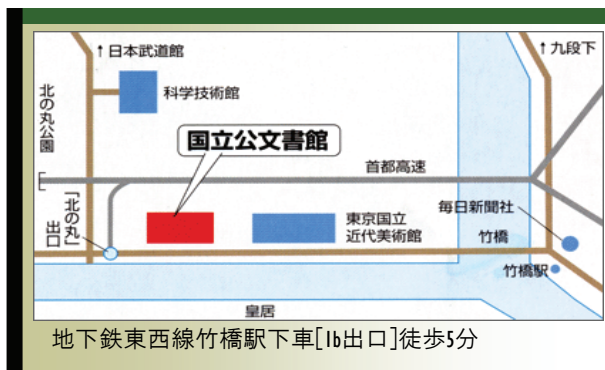 ↑日本武道館
↑九段下
科学技術館
北の丸公園
国立公文書館
首都高速
「北の丸」
出口
東京国立
近代美術館
毎日新聞社
竹橋
竹橋駅
皇居
地下鉄東西線竹橋駅下車[1b出口]徒歩5分